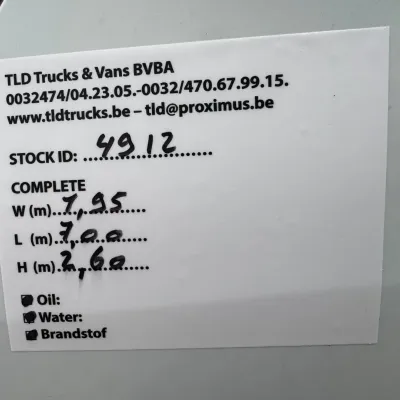 TLD Trucks & Vans BVBA
0032474/04.23.05.-0032/470.67.99.15.
www.tldtrucks.be – tld@proximus.be
STOCK ID: 4912
COMPLETE
W (m) 1,95
L (m) 7,00
H (m) 2,60
Oil:
Water:
Brandstof